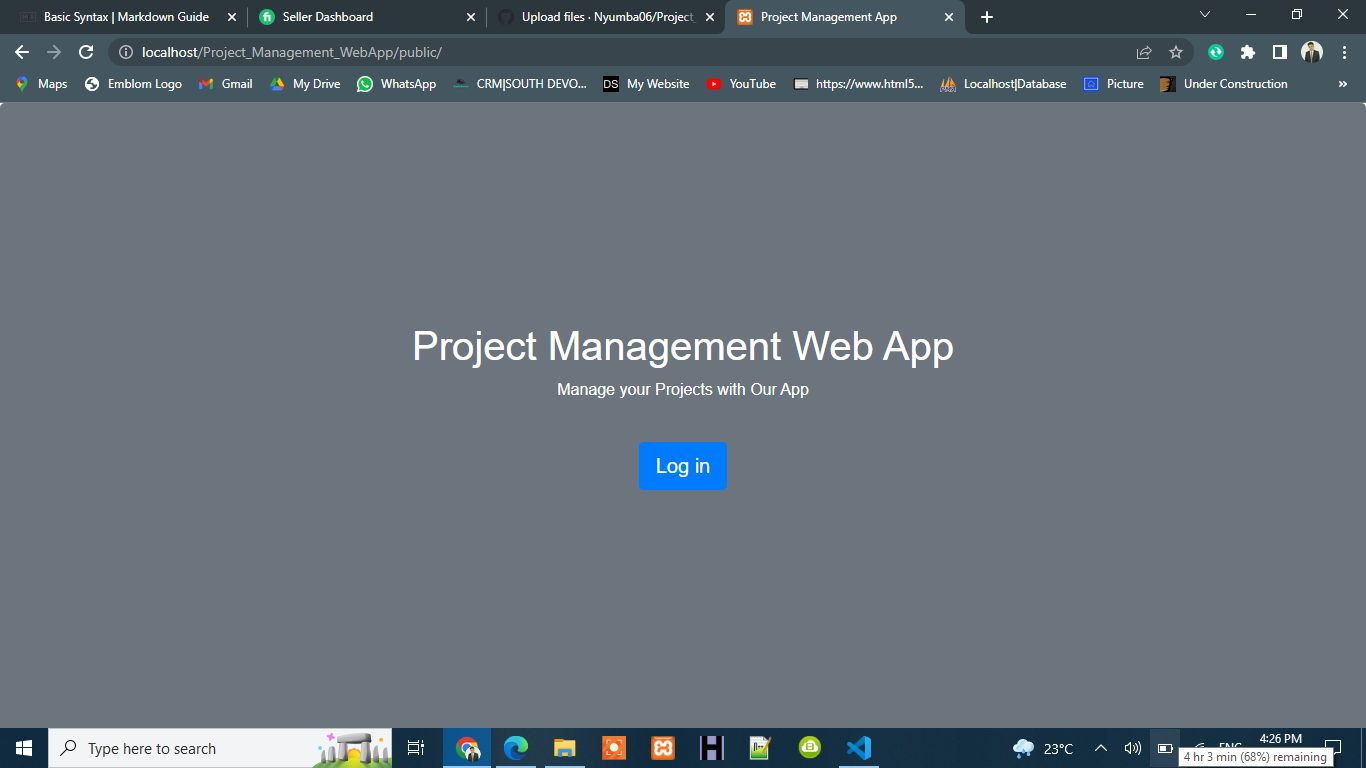 Basic Syntax | Markdown Guide
Seller Dashboard
Upload files · Nyumba06/Project_
Project Management App
localhost/Project_Management_WebApp/public/
Maps
Emblom Logo
Gmail
My Drive
WhatsApp
CRM|SOUTH DEVO...
DS
My Website
YouTube
https://www.html5...
Localhost|Database
Picture
Under Construction
»
Project Management Web App
Manage your Projects with Our App
Log in
Type here to search
23°C
ENG
4:26 PM
4 hr 3 min (68%) remaining